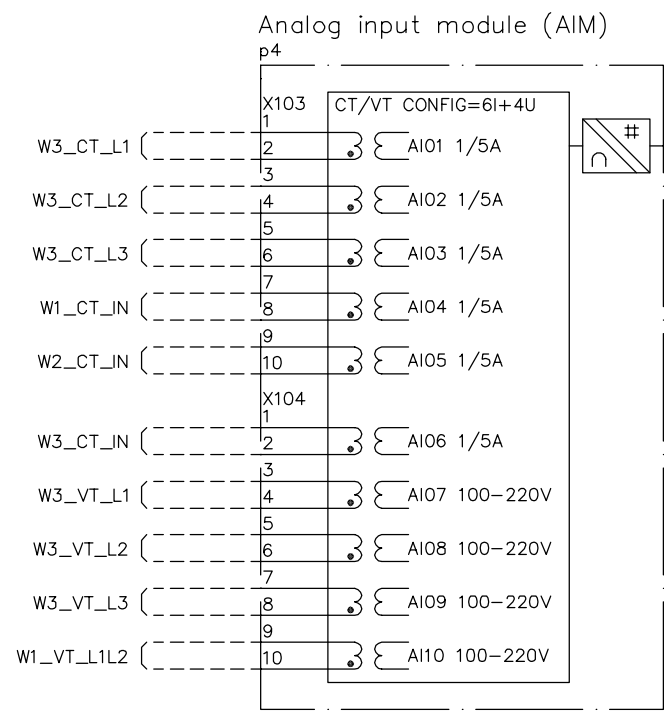 Analog input module (AIM)
p4
X103 CT/VT CONFIG=6I+4U
1
W3_CT_L1 2 AI01 1/5A
3
W3_CT_L2 4 AI02 1/5A
5
W3_CT_L3 6 AI03 1/5A
7
W1_CT_IN 8 AI04 1/5A
9
W2_CT_IN 10 AI05 1/5A
X104
1
W3_CT_IN 2 AI06 1/5A
3
W3_VT_L1 4 AI07 100-220V
5
W3_VT_L2 6 AI08 100-220V
7
W3_VT_L3 8 AI09 100-220V
9
W1_VT_L1L2 10 AI10 100-220V